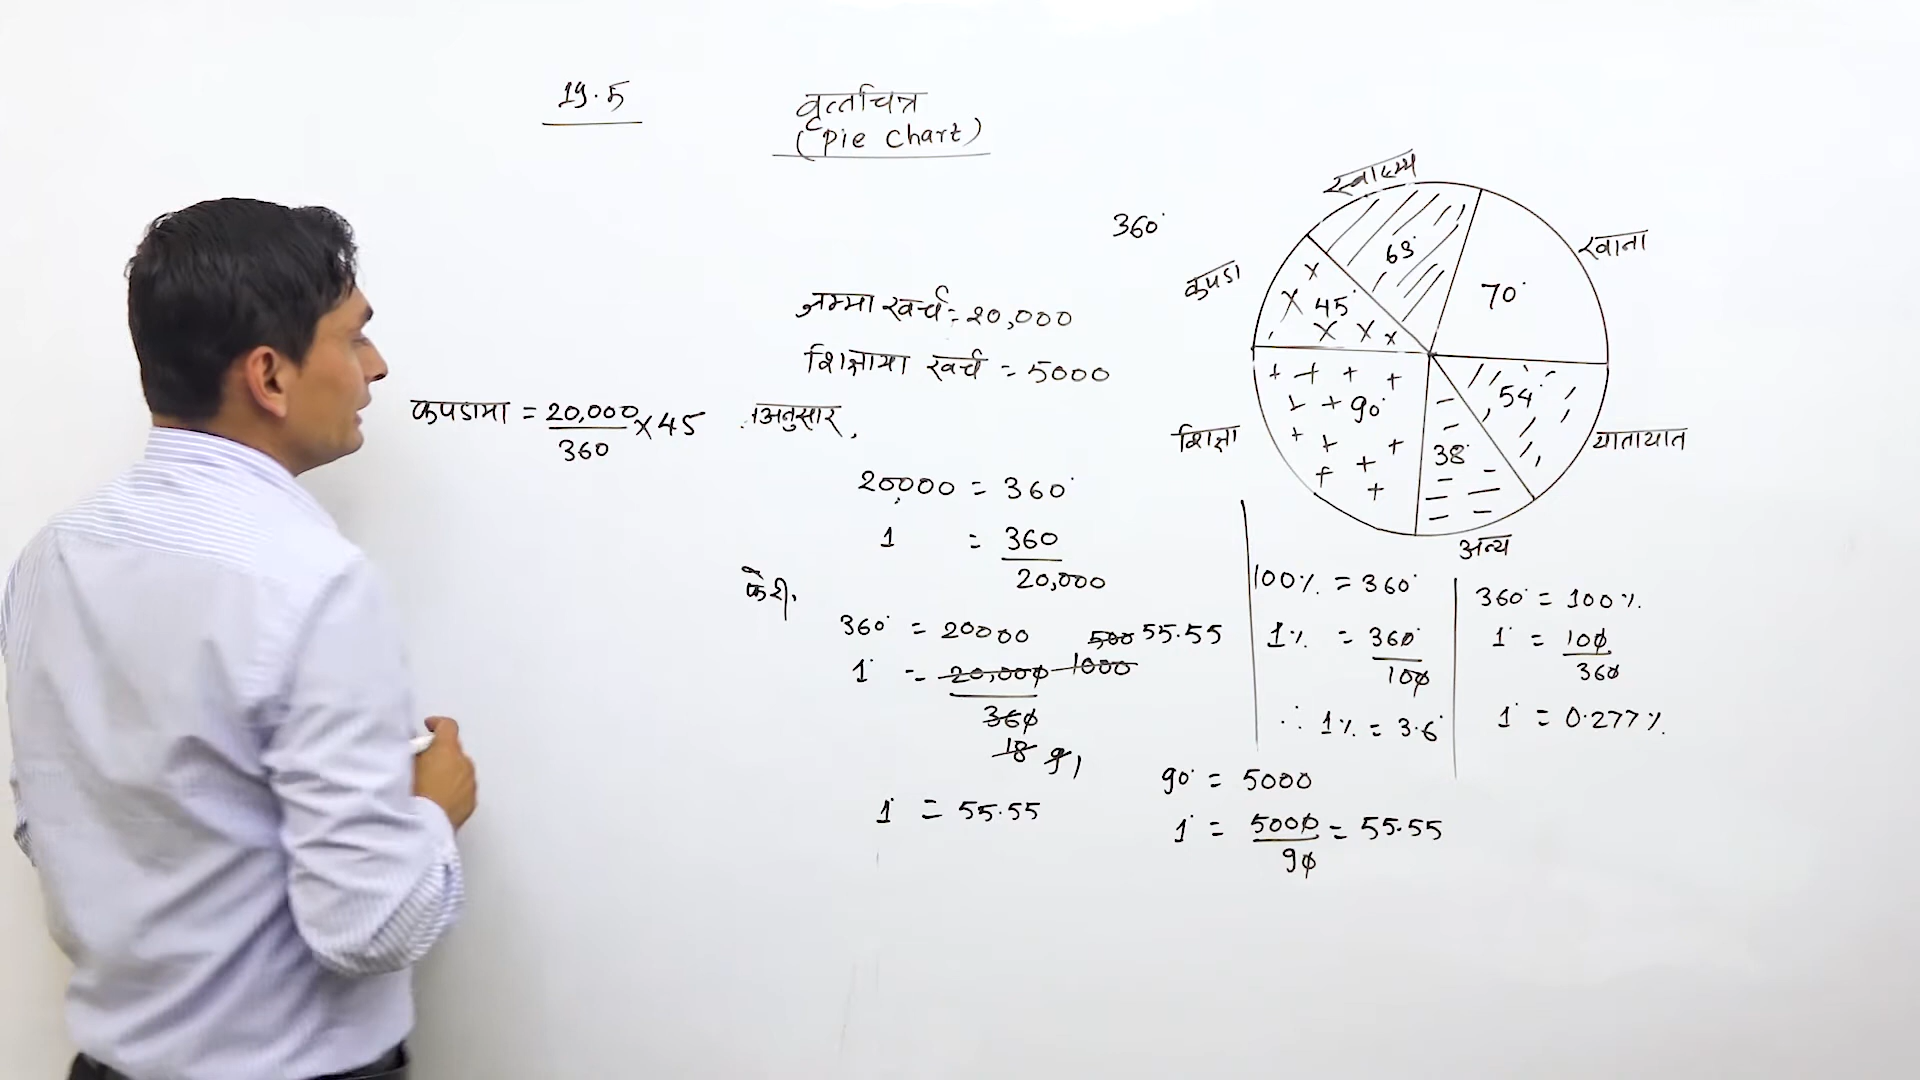 19.5
वृत्तचित्र
(Pie Chart)
360°
स्वास्थ्य
खाना
कपडा
शिक्षा
यातायात
अन्य
63°
70°
45°
90°
54°
38°
जम्मा खर्च = 20,000
शिक्षामा खर्च = 5000
कपडामा = 20,000 × 45
360
अनुसार,
20,000 = 360°
1 = 360
20,000
फेरी,
360° = 20000
500 55.55
1° = 20,000 1000
360
18 9,
1° = 55.55
100% = 360°
1% = 360°
100
∴ 1% = 3.6°
360° = 100%
1° = 100
360
1° = 0.277%
90° = 5000
1° = 5000 = 55.55
90